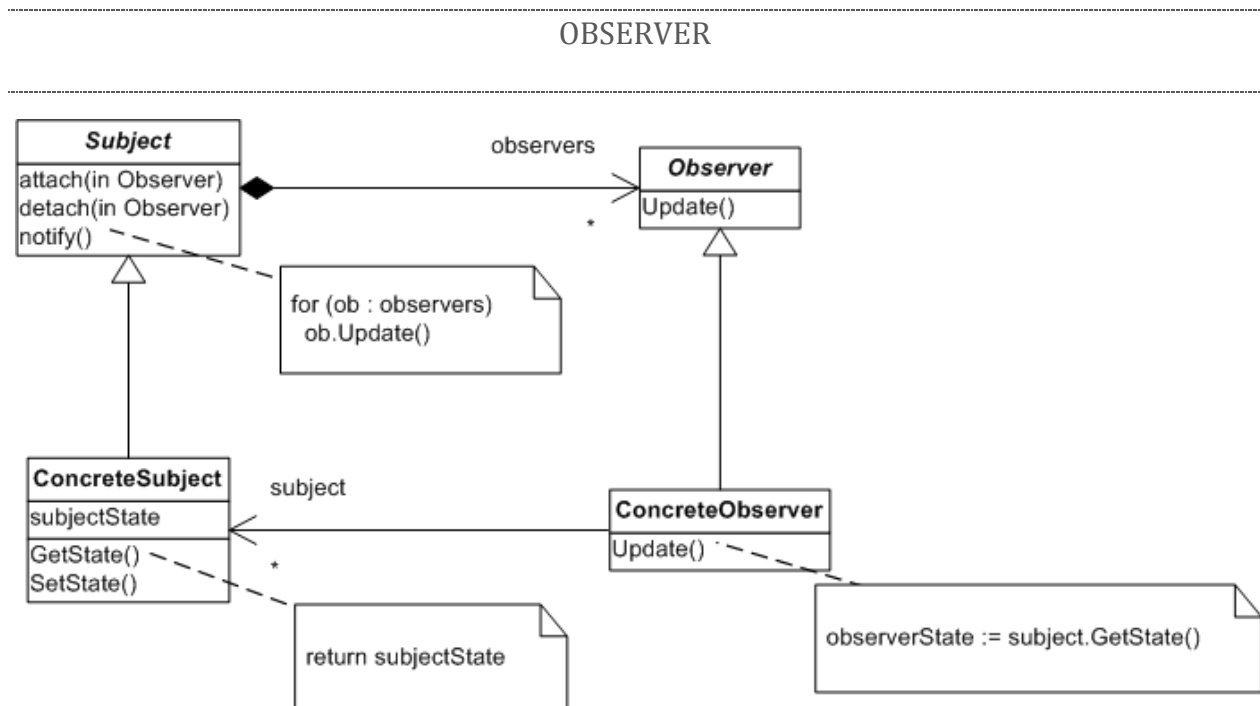 OBSERVER
Subject
attach(in Observer)
detach(in Observer)
notify()
observers
*
Observer
Update()
for (ob : observers)
ob.Update()
ConcreteSubject
subjectState
GetState()
SetState()
subject
*
ConcreteObserver
Update()
return subjectState
observerState := subject.GetState()